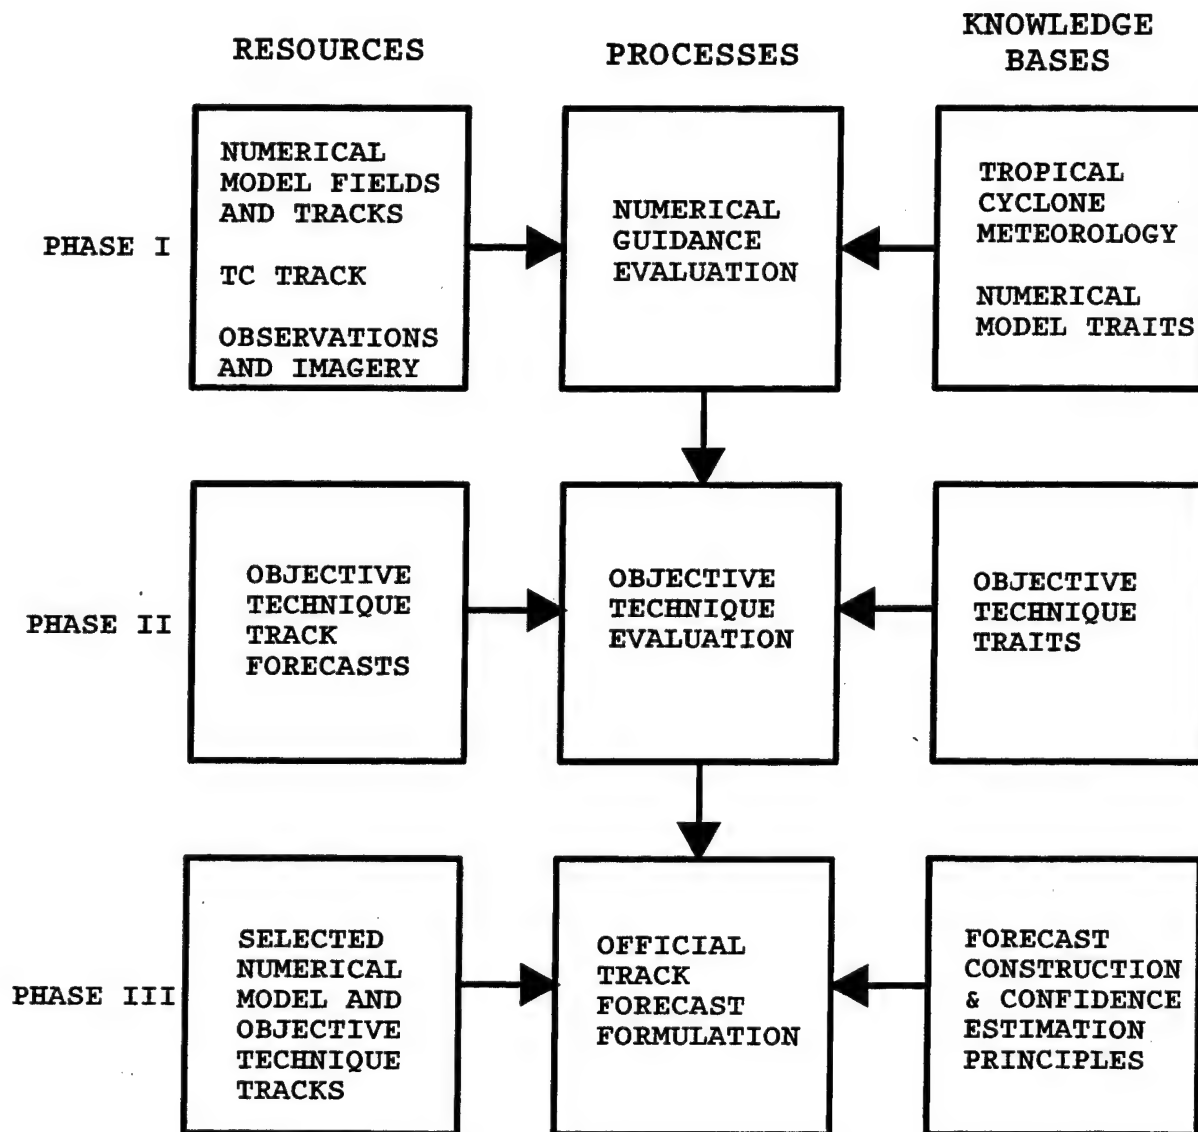 RESOURCES
PROCESSES
KNOWLEDGE
BASES
PHASE I
NUMERICAL
MODEL FIELDS
AND TRACKS
TC TRACK
OBSERVATIONS
AND IMAGERY
NUMERICAL
GUIDANCE
EVALUATION
TROPICAL
CYCLONE
METEOROLOGY
NUMERICAL
MODEL TRAITS
PHASE II
OBJECTIVE
TECHNIQUE
TRACK
FORECASTS
OBJECTIVE
TECHNIQUE
EVALUATION
OBJECTIVE
TECHNIQUE
TRAITS
PHASE III
SELECTED
NUMERICAL
MODEL AND
OBJECTIVE
TECHNIQUE
TRACKS
OFFICIAL
TRACK
FORECAST
FORMULATION
FORECAST
CONSTRUCTION
& CONFIDENCE
ESTIMATION
PRINCIPLES